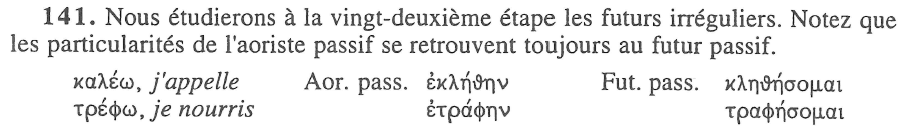 141. Nous étudierons à la vingt-deuxième étape les futurs irréguliers. Notez que
les particularités de l'aoriste passif se retrouvent toujours au futur passif.
καλέω, j'appelle Aor. pass. ἐκλήθην Fut. pass. κληθήσομαι
τρέφω, je nourris ἐτράφην τραφήσομαι